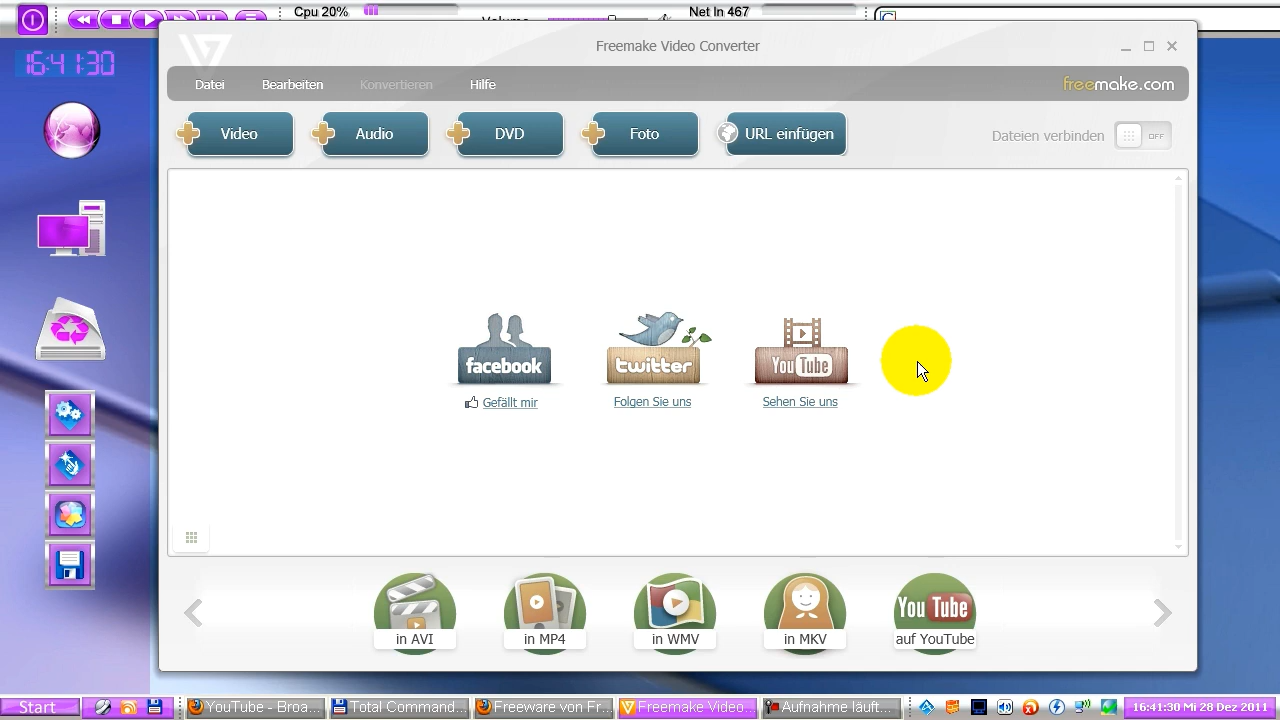 Cpu 20%
Volume
Net In 467
Freemake Video Converter
16:41:30
Datei Bearbeiten Konvertieren Hilfe
freemake.com
Video Audio DVD Foto URL einfügen
Dateien verbinden OFF
facebook twitter YouTube
Gefällt mir Folgen Sie uns Sehen Sie uns
YouTube
in AVI in MP4 in WMV in MKV auf YouTube
Start YouTube - Broa... Total Command... Freeware von Fr... Freemake Video... Aufnahme läuft... 16:41:30 Mi 28 Dez 2011